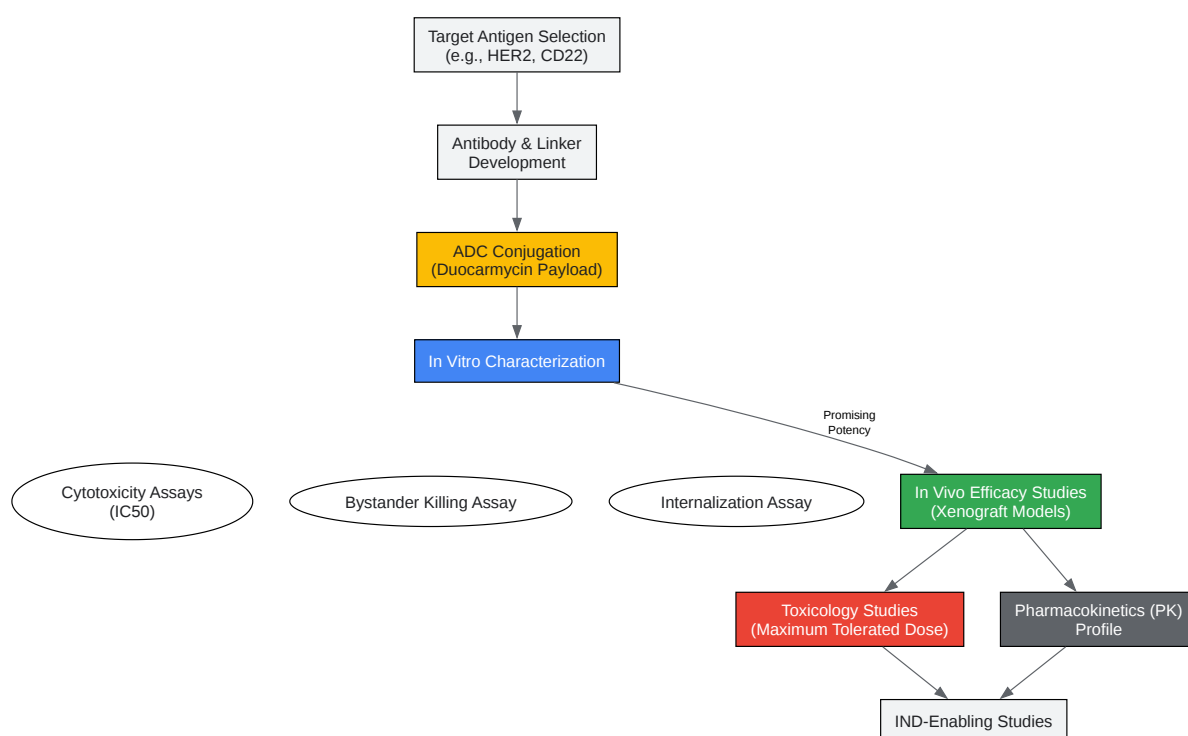 Target Antigen Selection
(e.g., HER2, CD22)
Antibody & Linker
Development
ADC Conjugation
(Duocarmycin Payload)
In Vitro Characterization
Promising
Potency
Cytotoxicity Assays
(IC50)
Bystander Killing Assay
Internalization Assay
In Vivo Efficacy Studies
(Xenograft Models)
Toxicology Studies
(Maximum Tolerated Dose)
Pharmacokinetics (PK)
Profile
IND-Enabling Studies